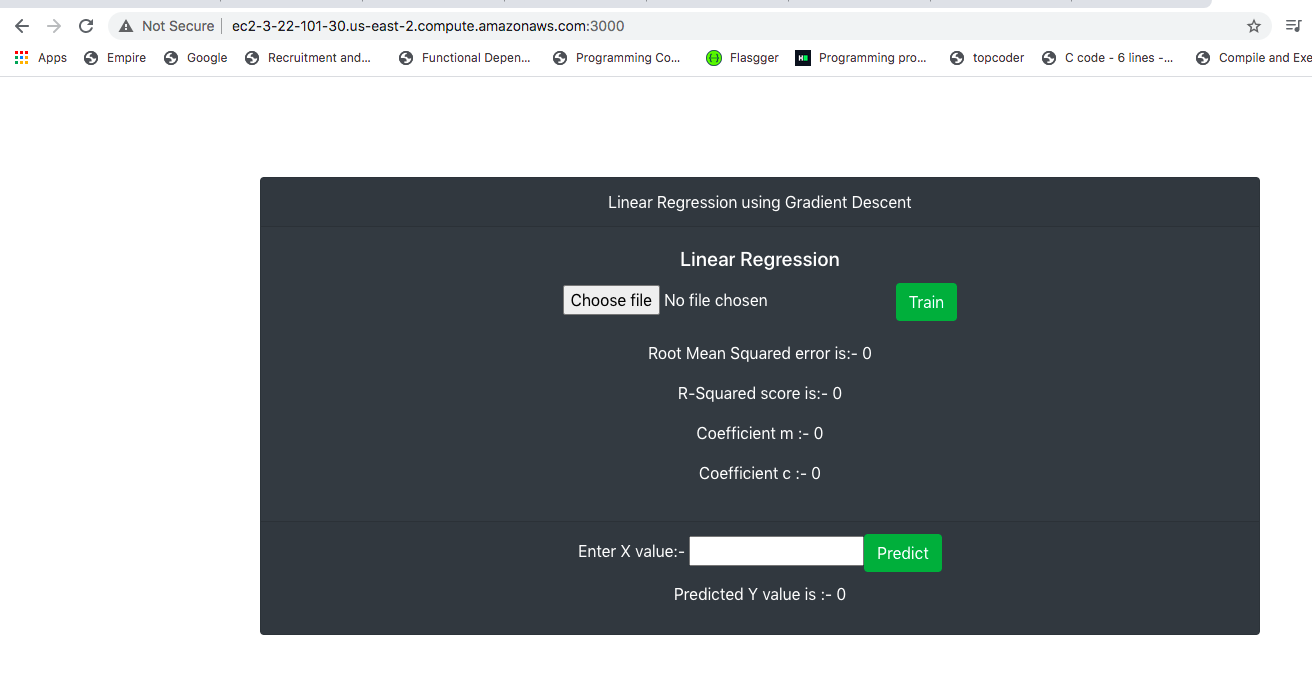 Not Secure | ec2-3-22-101-30.us-east-2.compute.amazonaws.com:3000
Apps Empire Google Recruitment and... Functional Depen... Programming Co... Flasgger Programming pro... topcoder C code - 6 lines -... Compile and Exe
Linear Regression using Gradient Descent
Linear Regression
Choose file No file chosen Train
Root Mean Squared error is:- 0
R-Squared score is:- 0
Coefficient m :- 0
Coefficient c :- 0
Enter X value:- Predict
Predicted Y value is :- 0